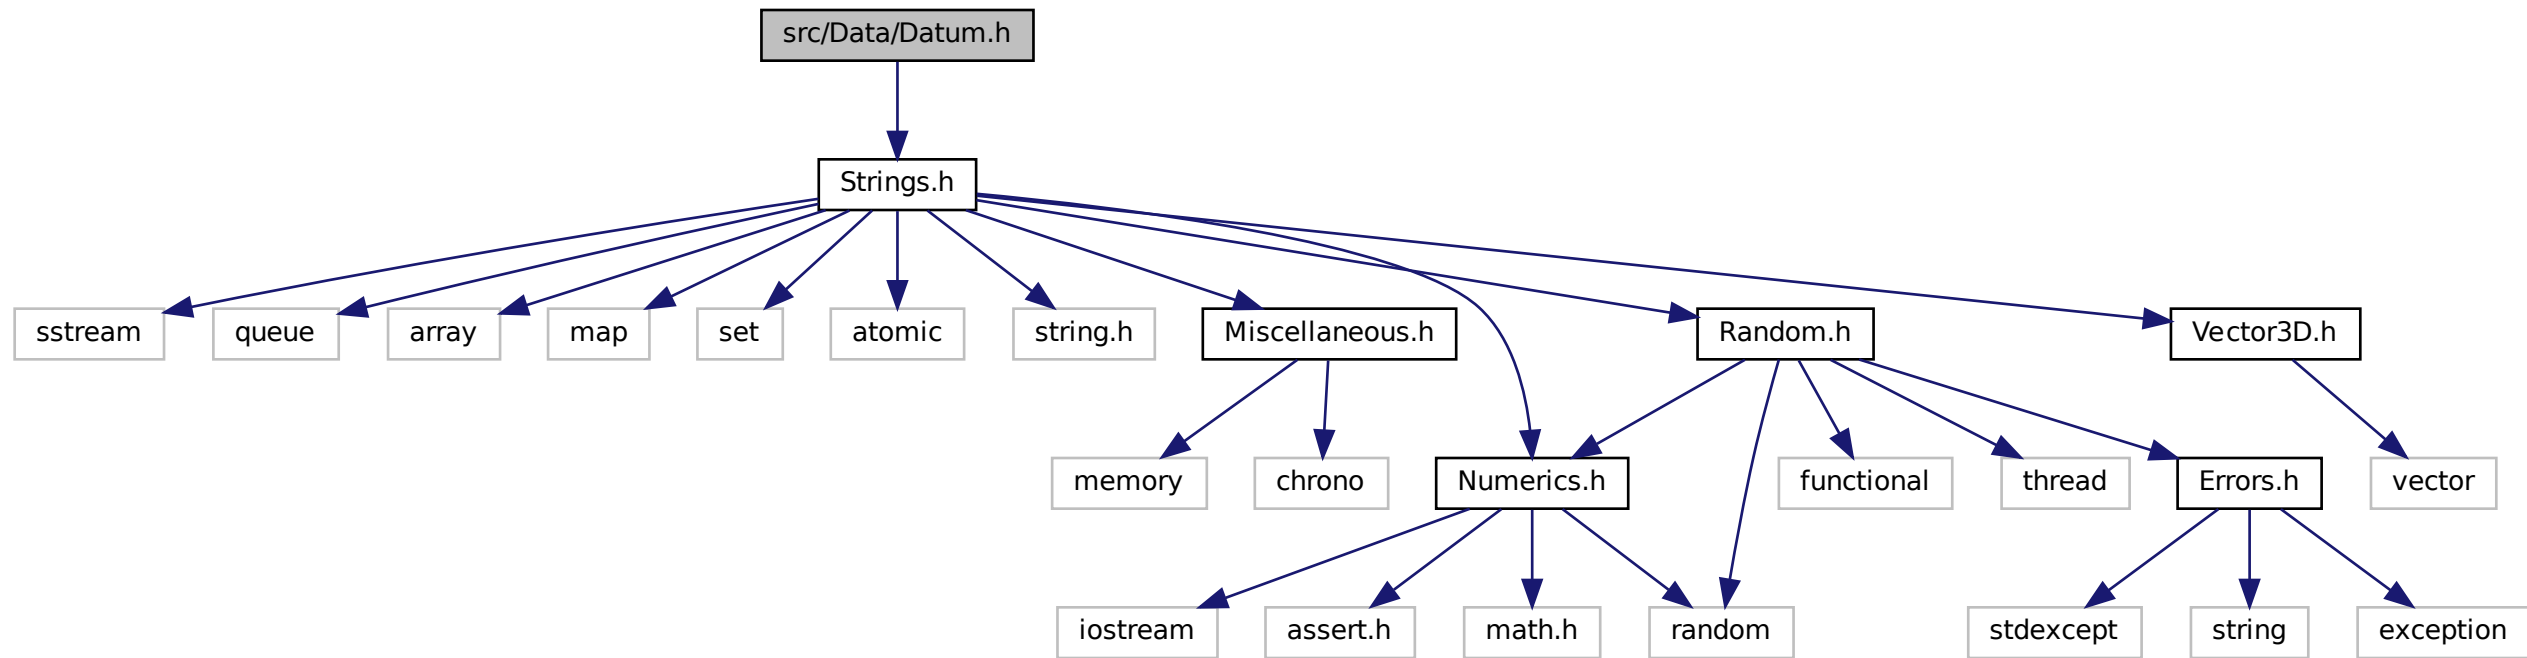 src/Data/Datum.h
Strings.h
sstream
queue
array
map
set
atomic
string.h
Miscellaneous.h
Random.h
Vector3D.h
memory
chrono
Numerics.h
functional
thread
Errors.h
vector
iostream
assert.h
math.h
random
stdexcept
string
exception